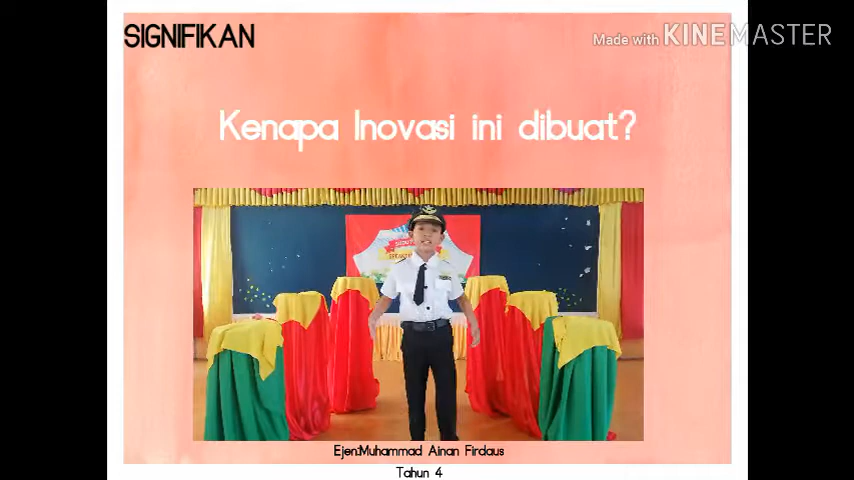 SIGNIFIKAN
Made with KINEMASTER
Kenapa Inovasi ini dibuat?
Ejen:Muhammad Ainan Firdaus
Tahun 4